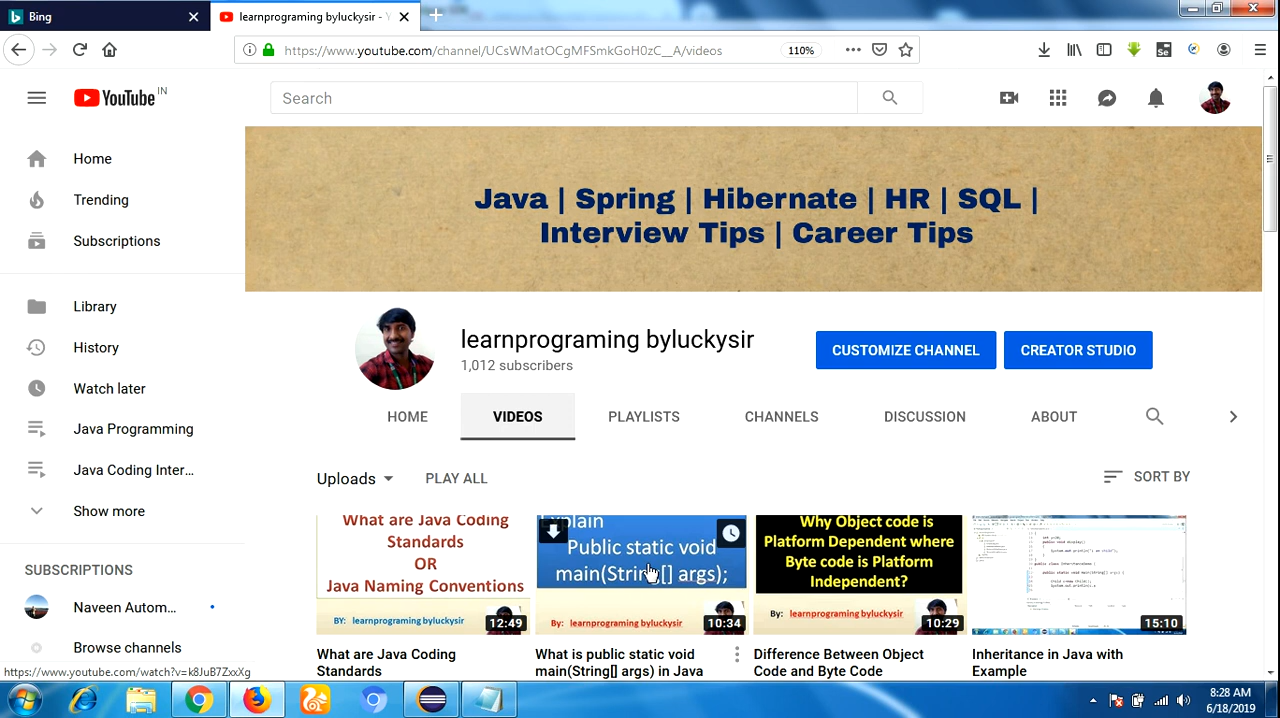 Bing
learnprograming byluckysir - Y
https://www.youtube.com/channel/UCsWMatOCgMFSmkGoH0zC__A/videos
110%
Se
YouTube IN
Search
Home
Trending
Subscriptions
Library
History
Watch later
Java Programming
Java Coding Inter...
Show more
SUBSCRIPTIONS
Naveen Autom...
Browse channels
Java | Spring | Hibernate | HR | SQL |
Interview Tips | Career Tips
learnprograming byluckysir
1,012 subscribers
CUSTOMIZE CHANNEL
CREATOR STUDIO
HOME
VIDEOS
PLAYLISTS
CHANNELS
DISCUSSION
ABOUT
Uploads
PLAY ALL
SORT BY
What are Java Coding
Standards
OR
Java Naming Conventions
BY: learnprograming byluckysir
12:49
What are Java Coding
Standards
Explain
Public static void
main(String[] args);
By: learnprograming byluckysir
10:34
What is public static void
main(String[] args) in Java
Why Object code is
Platform Dependent where
Byte code is Platform
Independent?
BY: learnprograming byluckysir
10:29
Difference Between Object
Code and Byte Code
15:10
Inheritance in Java with
Example
https://www.youtube.com/watch?v=k8JuB7ZxxXg
8:28 AM
6/18/2019